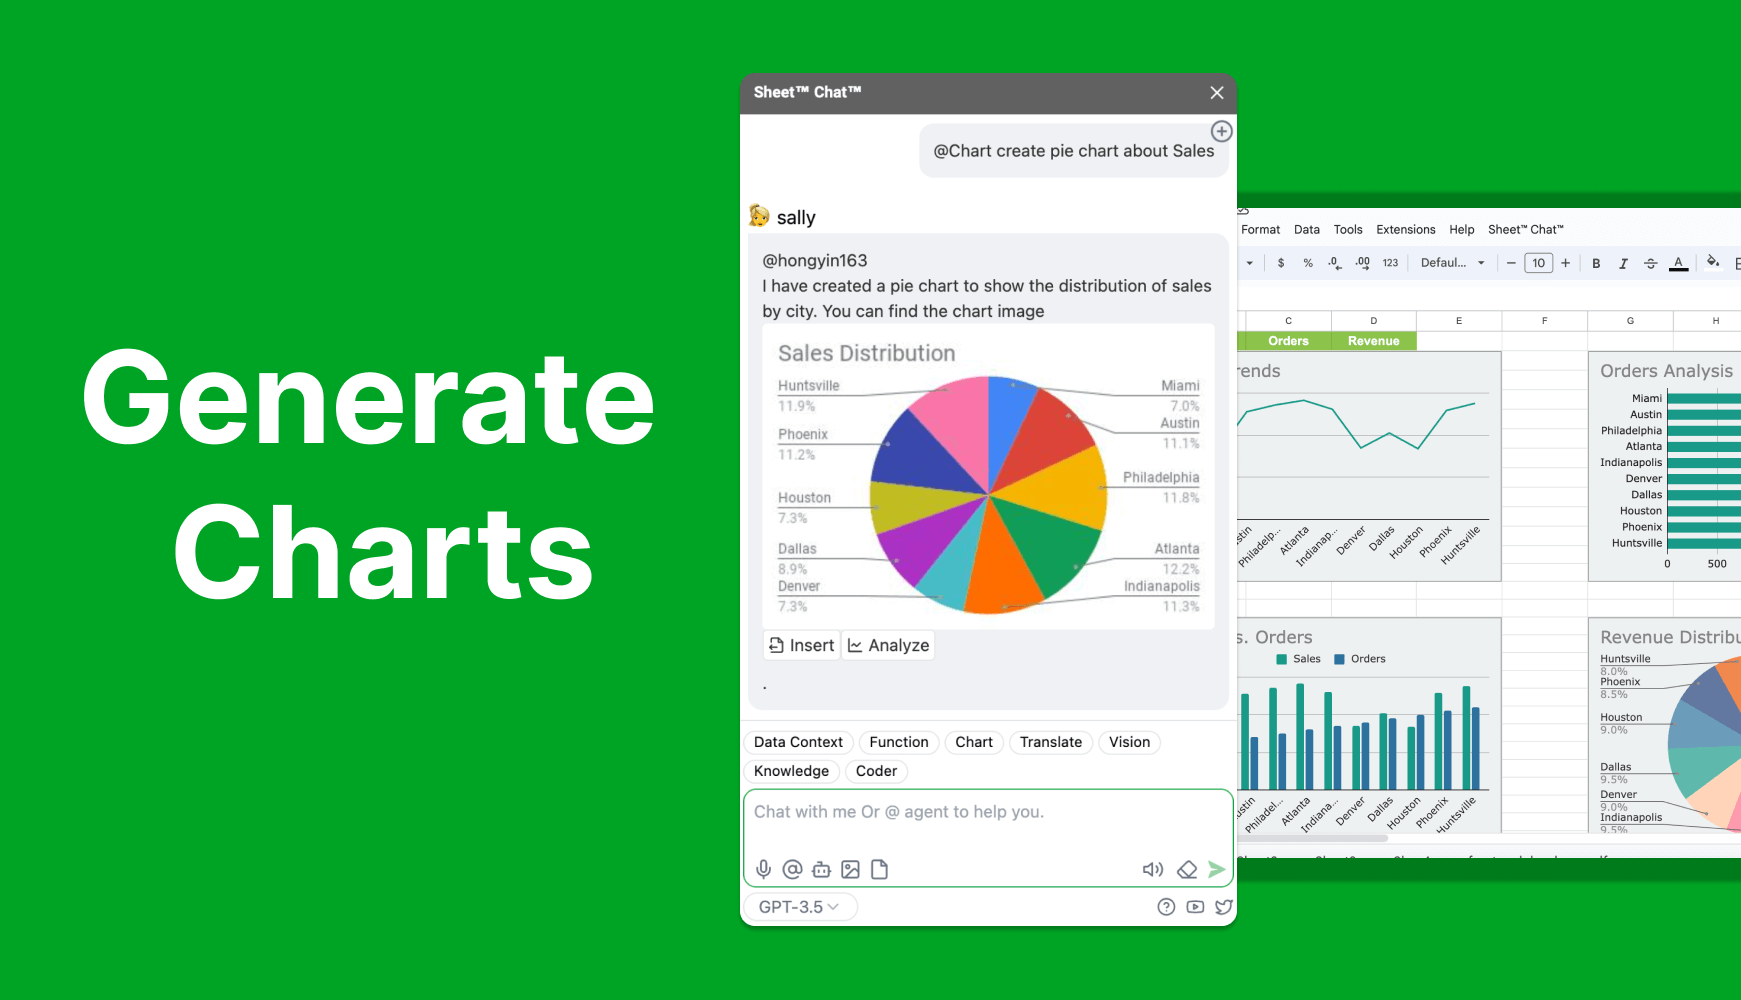 Generate
Charts
Sheet™ Chat™
@Chart create pie chart about Sales
sally
@hongyin163
I have created a pie chart to show the distribution of sales
by city. You can find the chart image
Sales Distribution
Huntsville
11.9%
Phoenix
11.2%
Houston
7.3%
Dallas
8.9%
Denver
7.3%
Miami
7.0%
Austin
11.1%
Philadelphia
11.8%
Atlanta
12.2%
Indianapolis
11.3%
Insert
Analyze
.
Data Context
Function
Chart
Translate
Vision
Knowledge
Coder
Chat with me Or @ agent to help you.
GPT-3.5
Format Data Tools Extensions Help Sheet™ Chat™
$ % .0 .00 123 Defaul... − 10 + B I S A
C D E F G H
Orders Revenue
rends
Philadelp... Atlanta Indianap... Denver Dallas Houston Phoenix Huntsville
Orders Analysis
Miami
Austin
Philadelphia
Atlanta
Indianapolis
Denver
Dallas
Houston
Phoenix
Huntsville
0 500
s. Orders
Sales Orders
Philadel... Atlanta Indiana... Denver Dallas Houston Phoenix Huntsville
Revenue Distribu
Huntsville
8.0%
Phoenix
8.5%
Houston
9.0%
Dallas
9.5%
Denver
9.0%
Indianapolis
9.5%